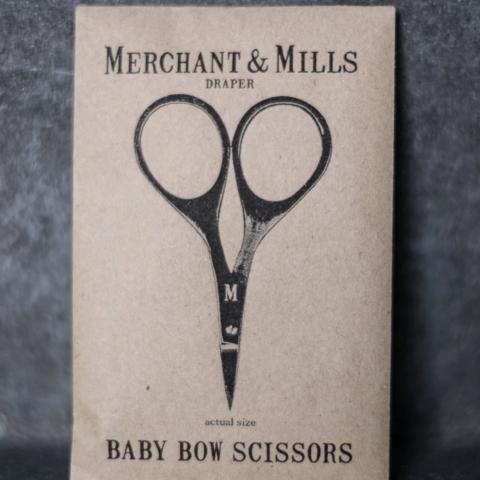 MERCHANT & MILLS
DRAPER
M
actual size
BABY BOW SCISSORS